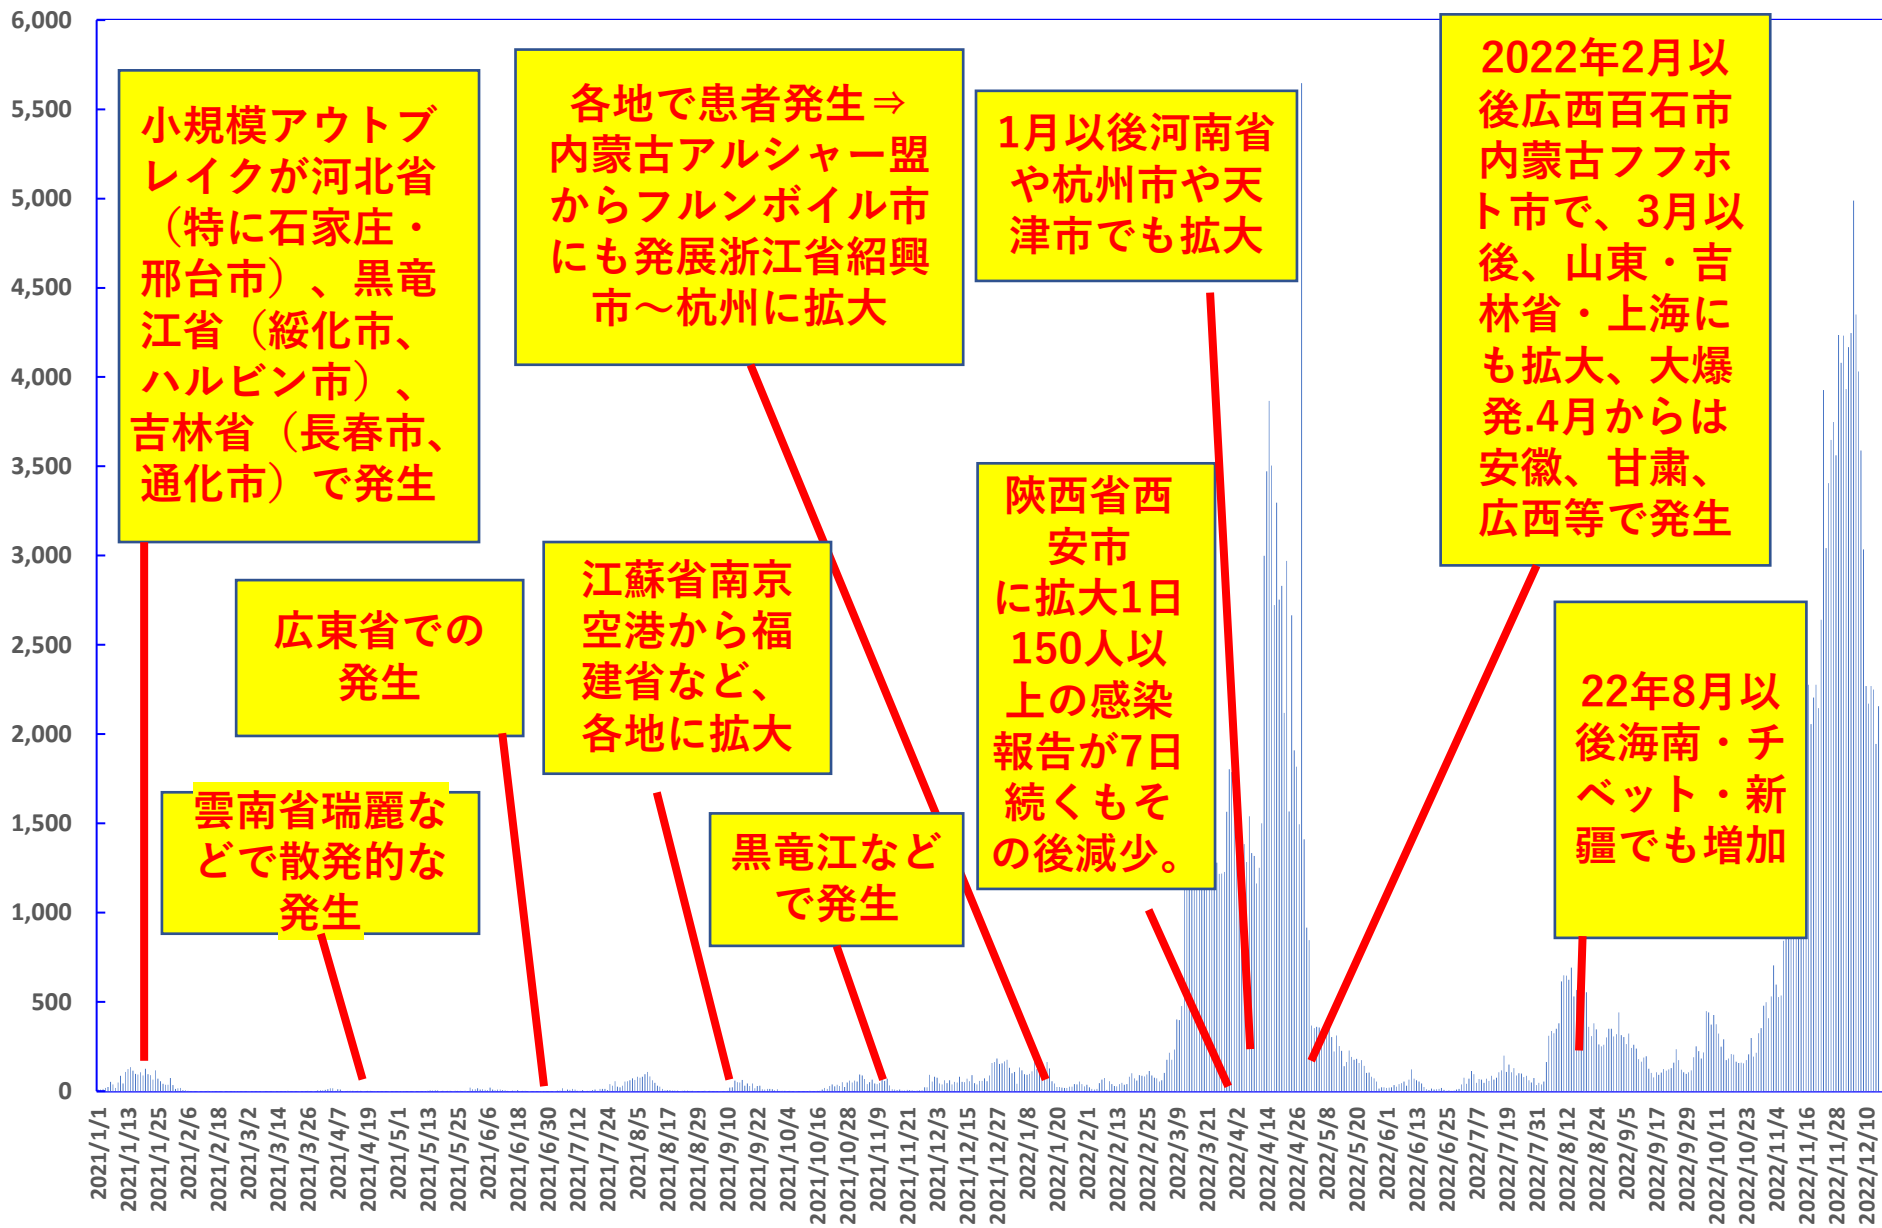 6,000
5,500
5,000
4,500
4,000
3,500
3,000
2,500
2,000
1,500
1,000
500
0
小規模アウトブ
レイクが河北省
（特に石家庄・
邢台市）、黒竜
江省（綏化市、
ハルビン市）、
吉林省（長春市、
通化市）で発生
雲南省瑞麗な
どで散発的な
発生
広東省での
発生
各地で患者発生⇒
内蒙古アルシャー盟
からフルンボイル市
にも発展浙江省紹興
市～杭州に拡大
江蘇省南京
空港から福
建省など、
各地に拡大
黒竜江など
で発生
1月以後河南省
や杭州市や天
津市でも拡大
陝西省西
安市
に拡大1日
150人以
上の感染
報告が7日
続くもそ
の後減少。
2022年2月以
後広西百石市
内蒙古フフホ
ト市で、3月以
後、山東・吉
林省・上海に
も拡大、大爆
発.4月からは
安徽、甘粛、
広西等で発生
22年8月以
後海南・チ
ベット・新
疆でも増加
2021/1/1
2021/1/13
2021/1/25
2021/2/6
2021/2/18
2021/3/2
2021/3/14
2021/3/26
2021/4/7
2021/4/19
2021/5/1
2021/5/13
2021/5/25
2021/6/6
2021/6/18
2021/6/30
2021/7/12
2021/7/24
2021/8/5
2021/8/17
2021/8/29
2021/9/10
2021/9/22
2021/10/4
2021/10/16
2021/10/28
2021/11/9
2021/11/21
2021/12/3
2021/12/15
2021/12/27
2022/1/8
2022/1/20
2022/2/1
2022/2/13
2022/2/25
2022/3/9
2022/3/21
2022/4/2
2022/4/14
2022/4/26
2022/5/8
2022/5/20
2022/6/1
2022/6/13
2022/6/25
2022/7/7
2022/7/19
2022/7/31
2022/8/12
2022/8/24
2022/9/5
2022/9/17
2022/9/29
2022/10/11
2022/10/23
2022/11/4
2022/11/16
2022/11/28
2022/12/10